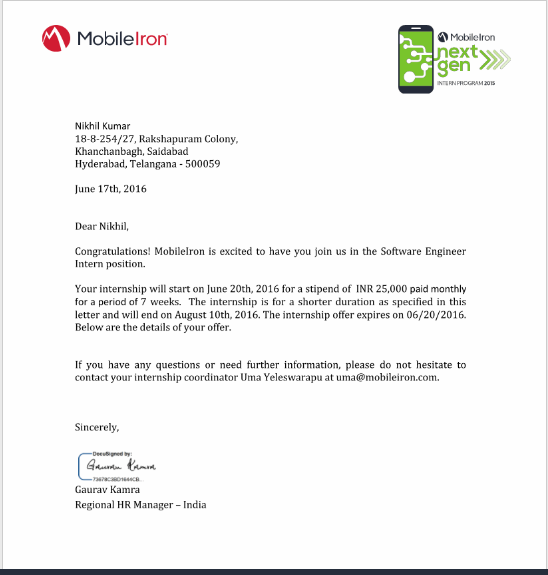 MobileIron
MobileIron
next
gen
INTERN PROGRAM 2015
Nikhil Kumar
18-8-254/27, Rakshapuram Colony,
Khanchanbagh, Saidabad
Hyderabad, Telangana - 500059
June 17th, 2016
Dear Nikhil,
Congratulations! MobileIron is excited to have you join us in the Software Engineer
Intern position.
Your internship will start on June 20th, 2016 for a stipend of INR 25,000 paid monthly
for a period of 7 weeks. The internship is for a shorter duration as specified in this
letter and will end on August 10th, 2016. The internship offer expires on 06/20/2016.
Below are the details of your offer.
If you have any questions or need further information, please do not hesitate to
contact your internship coordinator Uma Yeleswarapu at uma@mobileiron.com.
Sincerely,
DocuSigned by:
Gaurav Kamra
Gaurav Kamra
Regional HR Manager – India